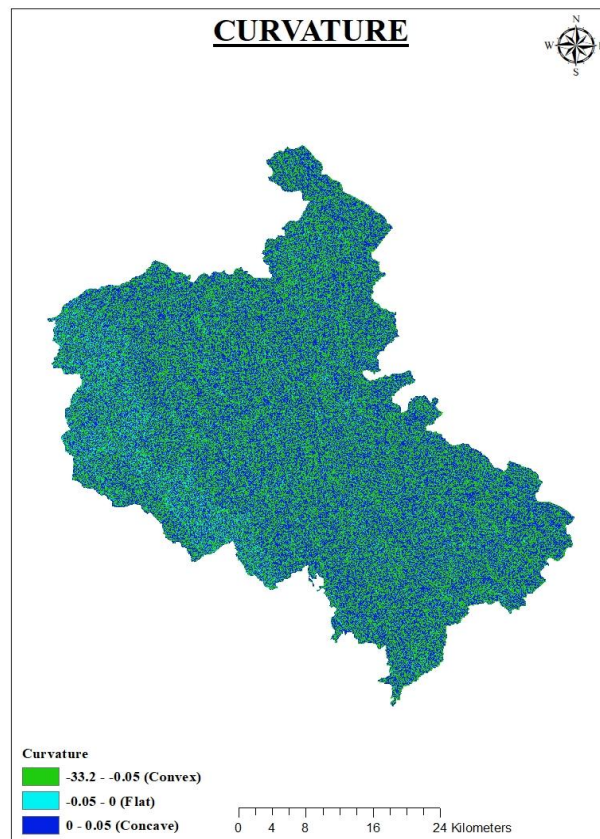 CURVATURE
N
W
S
Curvature
-33.2 - -0.05 (Convex)
-0.05 - 0 (Flat)
0 - 0.05 (Concave)
0 4 8 16 24 Kilometers